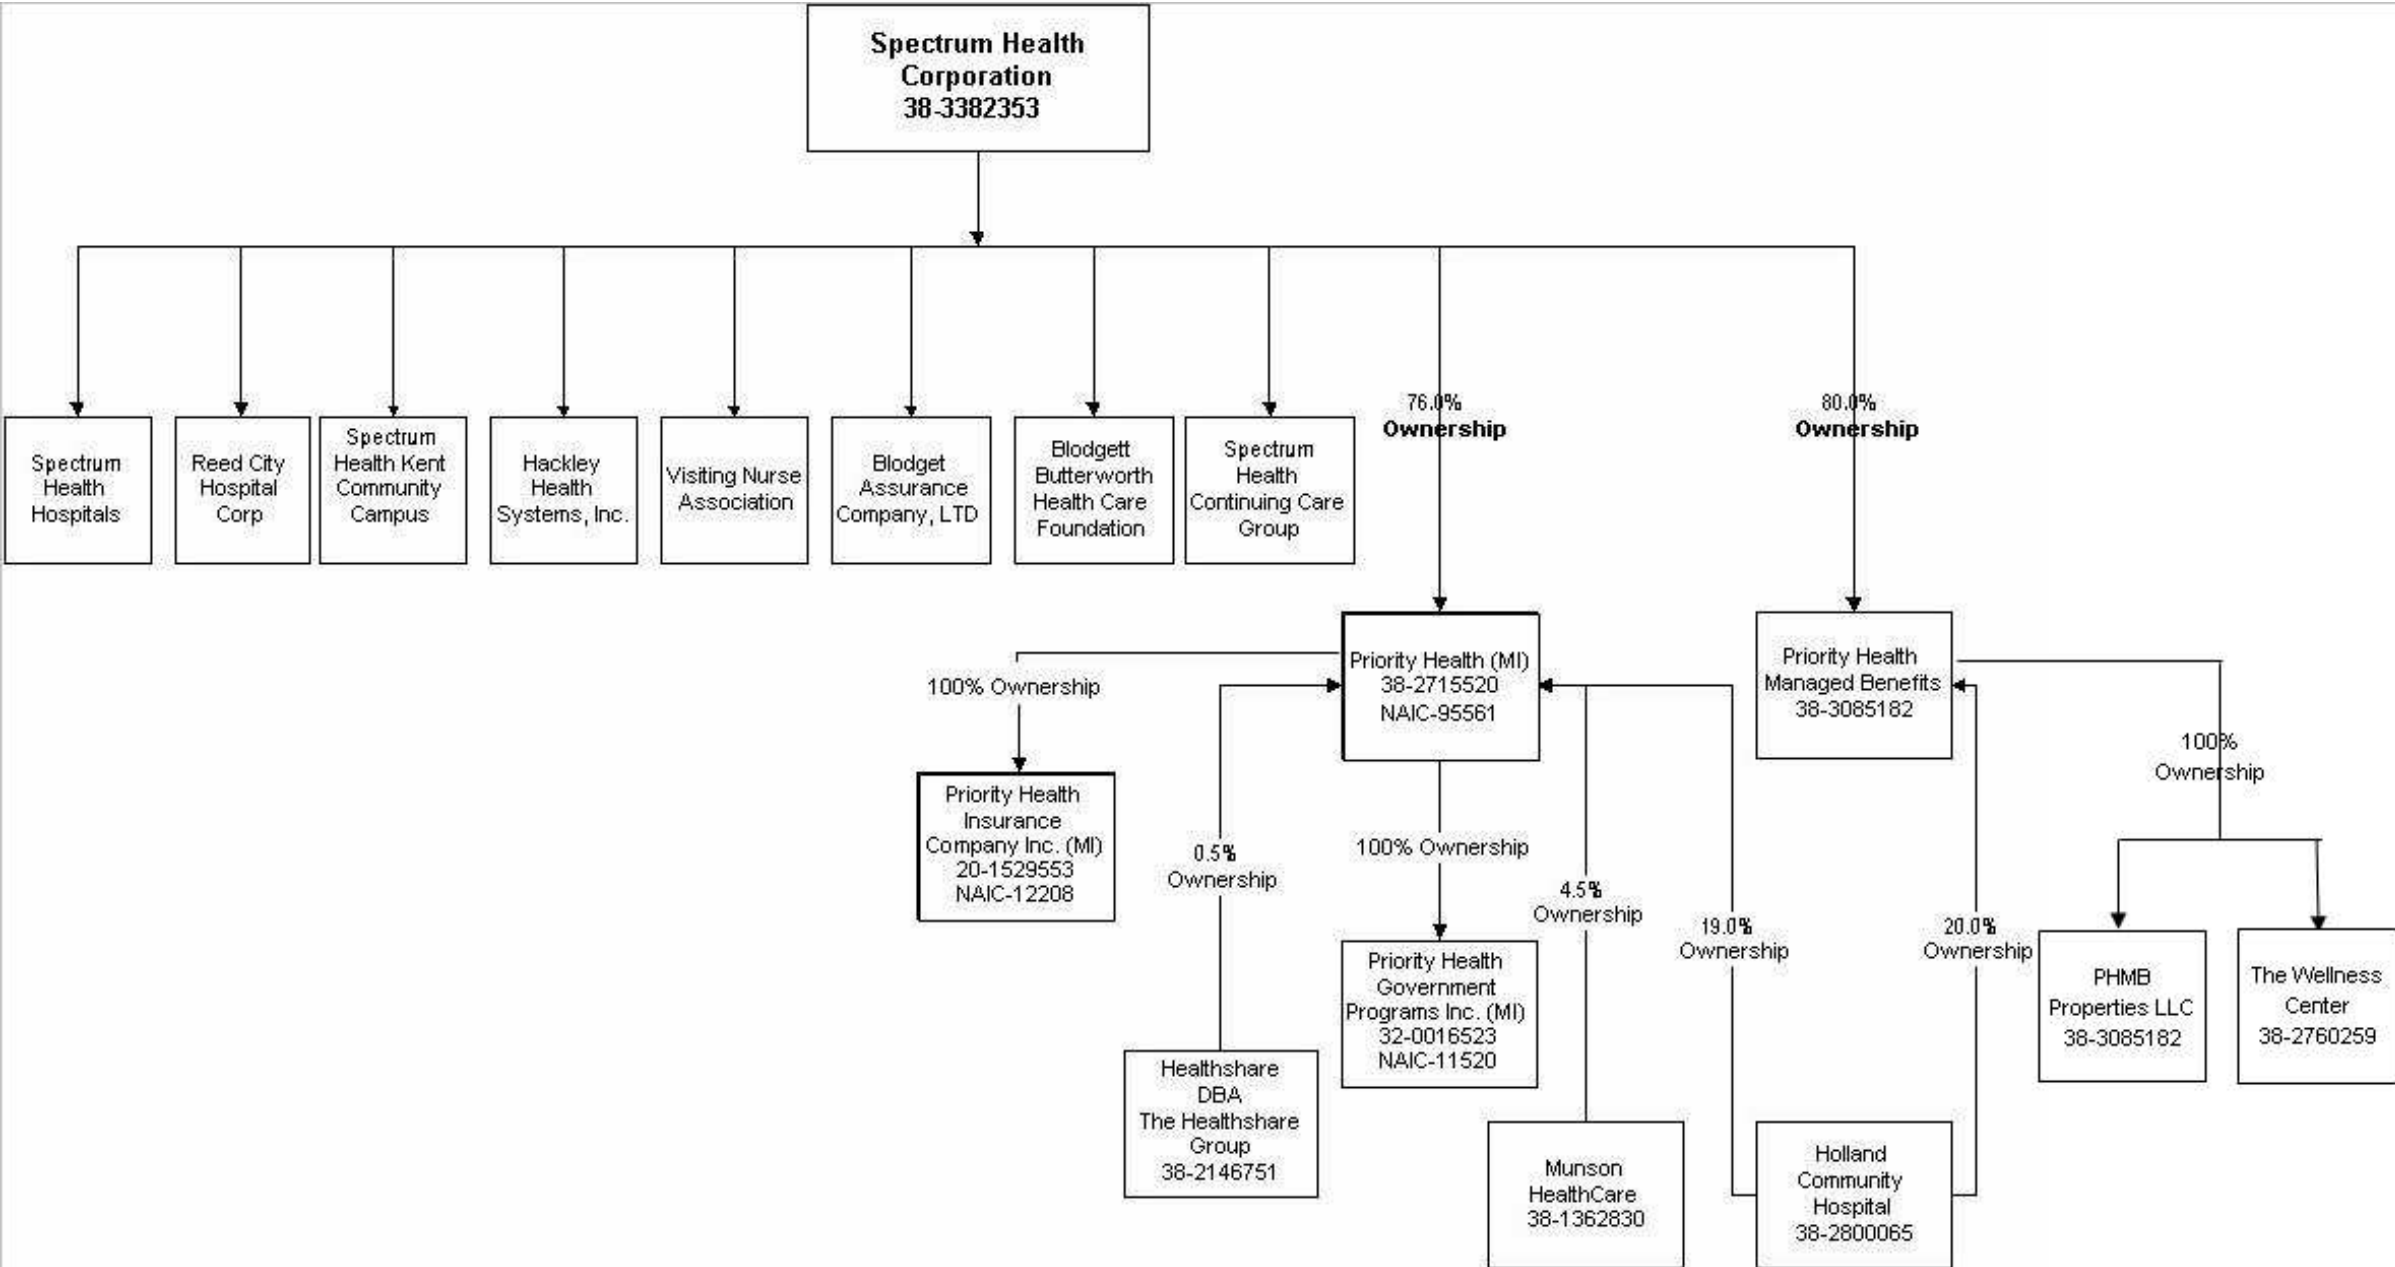 Spectrum Health
Corporation
38-3382353
Spectrum
Health
Hospitals
Reed City
Hospital
Corp
Spectrum
Health Kent
Community
Campus
Hackley
Health
Systems, Inc.
Visiting Nurse
Association
Blodget
Assurance
Company, LTD
Blodgett
Butterworth
Health Care
Foundation
Spectrum
Health
Continuing Care
Group
76.0%
Ownership
80.0%
Ownership
Priority Health (MI)
38-2715520
NAIC-95561
Priority Health
Managed Benefits
38-3085182
100% Ownership
100%
Ownership
Priority Health
Insurance
Company Inc. (MI)
20-1529553
NAIC-12208
0.5%
Ownership
100% Ownership
4.5%
Ownership
19.0%
Ownership
20.0%
Ownership
Priority Health
Government
Programs Inc. (MI)
32-0016523
NAIC-11520
PHMB
Properties LLC
38-3085182
The Wellness
Center
38-2760259
Healthshare
DBA
The Healthshare
Group
38-2146751
Munson
HealthCare
38-1362830
Holland
Community
Hospital
38-2800065